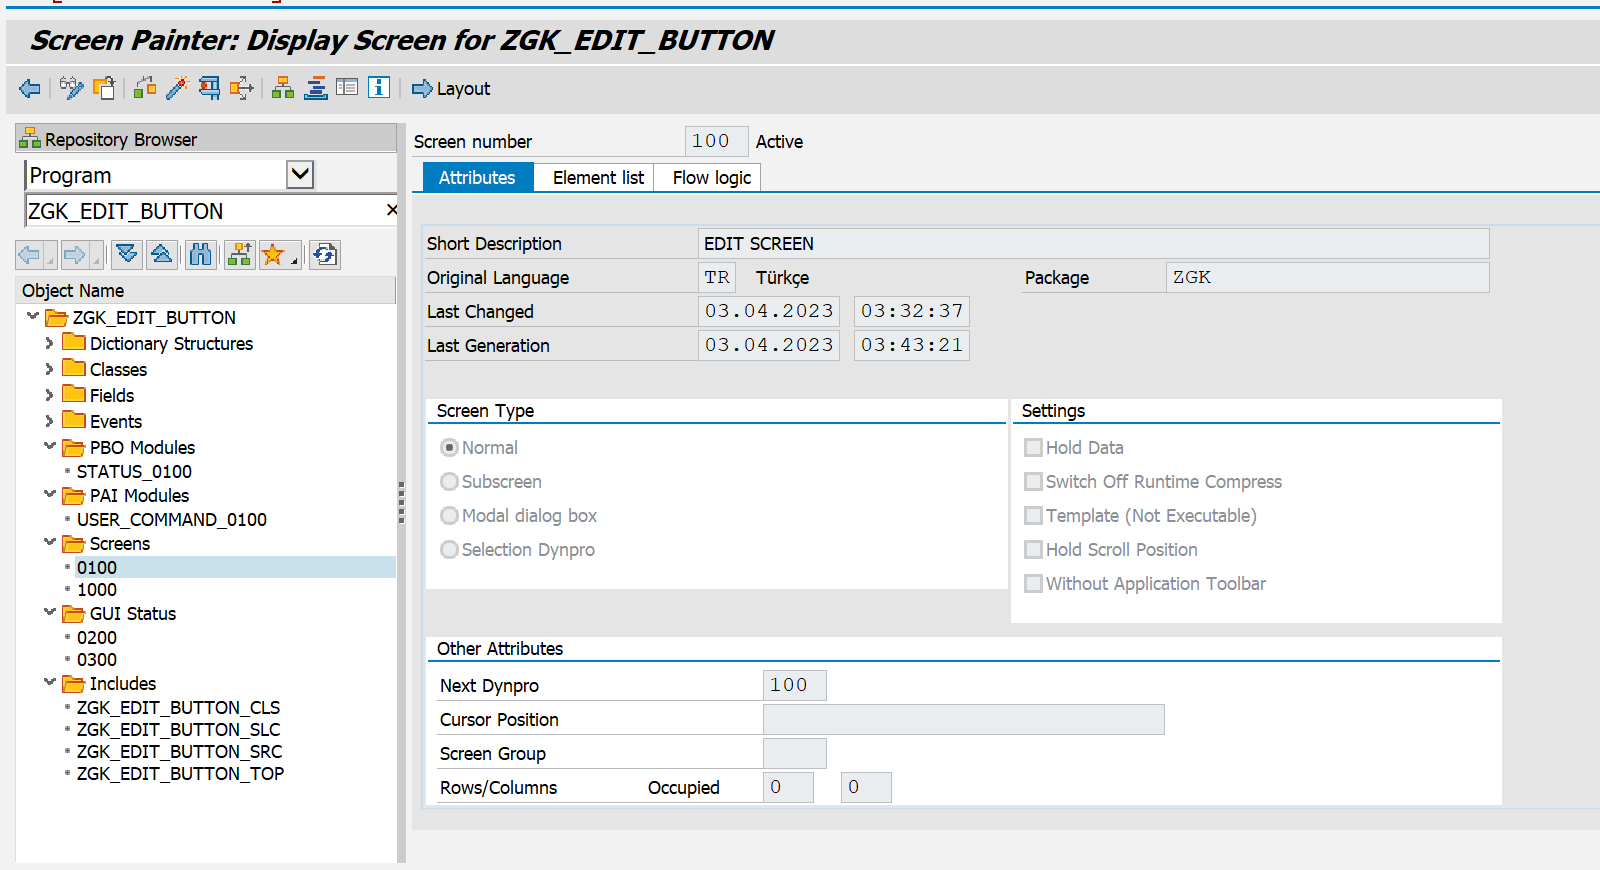 Screen Painter: Display Screen for ZGK_EDIT_BUTTON
Layout
Repository Browser
Program
ZGK_EDIT_BUTTON
Object Name
ZGK_EDIT_BUTTON
Dictionary Structures
Classes
Fields
Events
PBO Modules
STATUS_0100
PAI Modules
USER_COMMAND_0100
Screens
0100
1000
GUI Status
0200
0300
Includes
ZGK_EDIT_BUTTON_CLS
ZGK_EDIT_BUTTON_SLC
ZGK_EDIT_BUTTON_SRC
ZGK_EDIT_BUTTON_TOP
Screen number 100 Active
Attributes Element list Flow logic
Short Description EDIT SCREEN
Original Language TR Türkçe Package ZGK
Last Changed 03.04.2023 03:32:37
Last Generation 03.04.2023 03:43:21
Screen Type
Normal
Subscreen
Modal dialog box
Selection Dynpro
Settings
Hold Data
Switch Off Runtime Compress
Template (Not Executable)
Hold Scroll Position
Without Application Toolbar
Other Attributes
Next Dynpro 100
Cursor Position
Screen Group
Rows/Columns Occupied 0 0